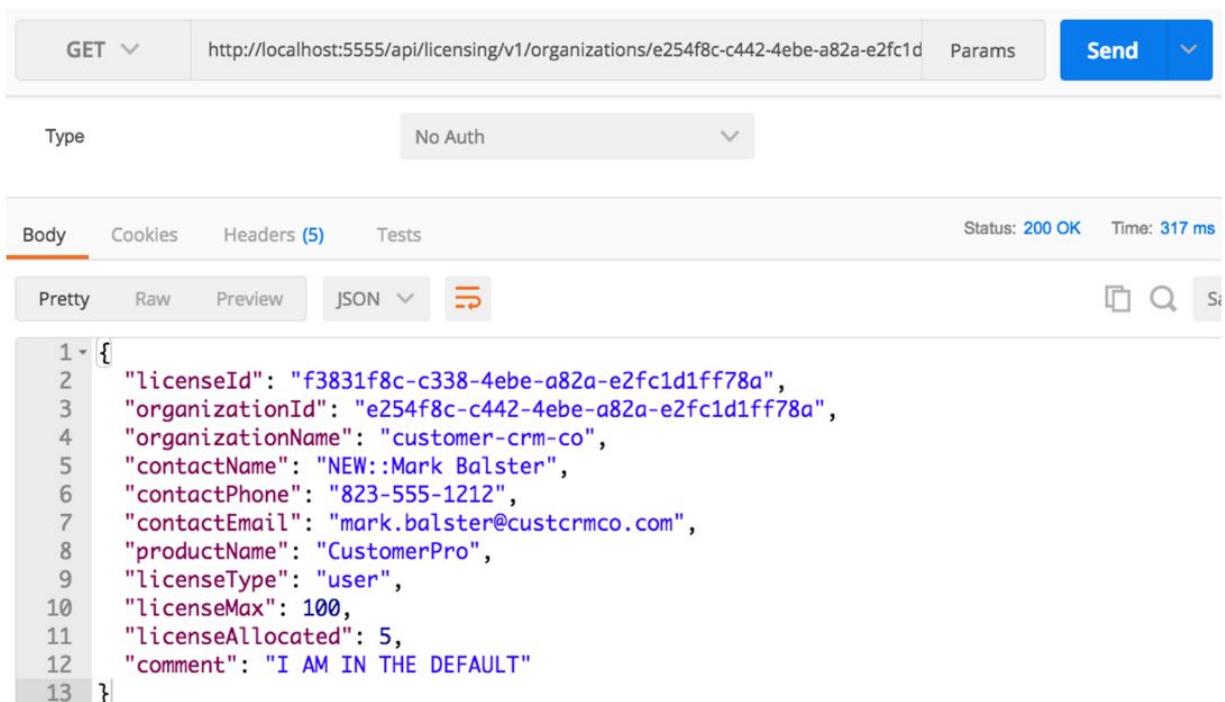 GET http://localhost:5555/api/licensing/v1/organizations/e254f8c-c442-4ebe-a82a-e2fc1d Params Send
Type No Auth
Body Cookies Headers (5) Tests Status: 200 OK Time: 317 ms
Pretty Raw Preview JSON
1 {
2 "licenseId": "f3831f8c-c338-4ebe-a82a-e2fc1d1ff78a",
3 "organizationId": "e254f8c-c442-4ebe-a82a-e2fc1d1ff78a",
4 "organizationName": "customer-crm-co",
5 "contactName": "NEW::Mark Balster",
6 "contactPhone": "823-555-1212",
7 "contactEmail": "mark.balster@custcrmco.com",
8 "productName": "CustomerPro",
9 "licenseType": "user",
10 "licenseMax": 100,
11 "licenseAllocated": 5,
12 "comment": "I AM IN THE DEFAULT"
13 }